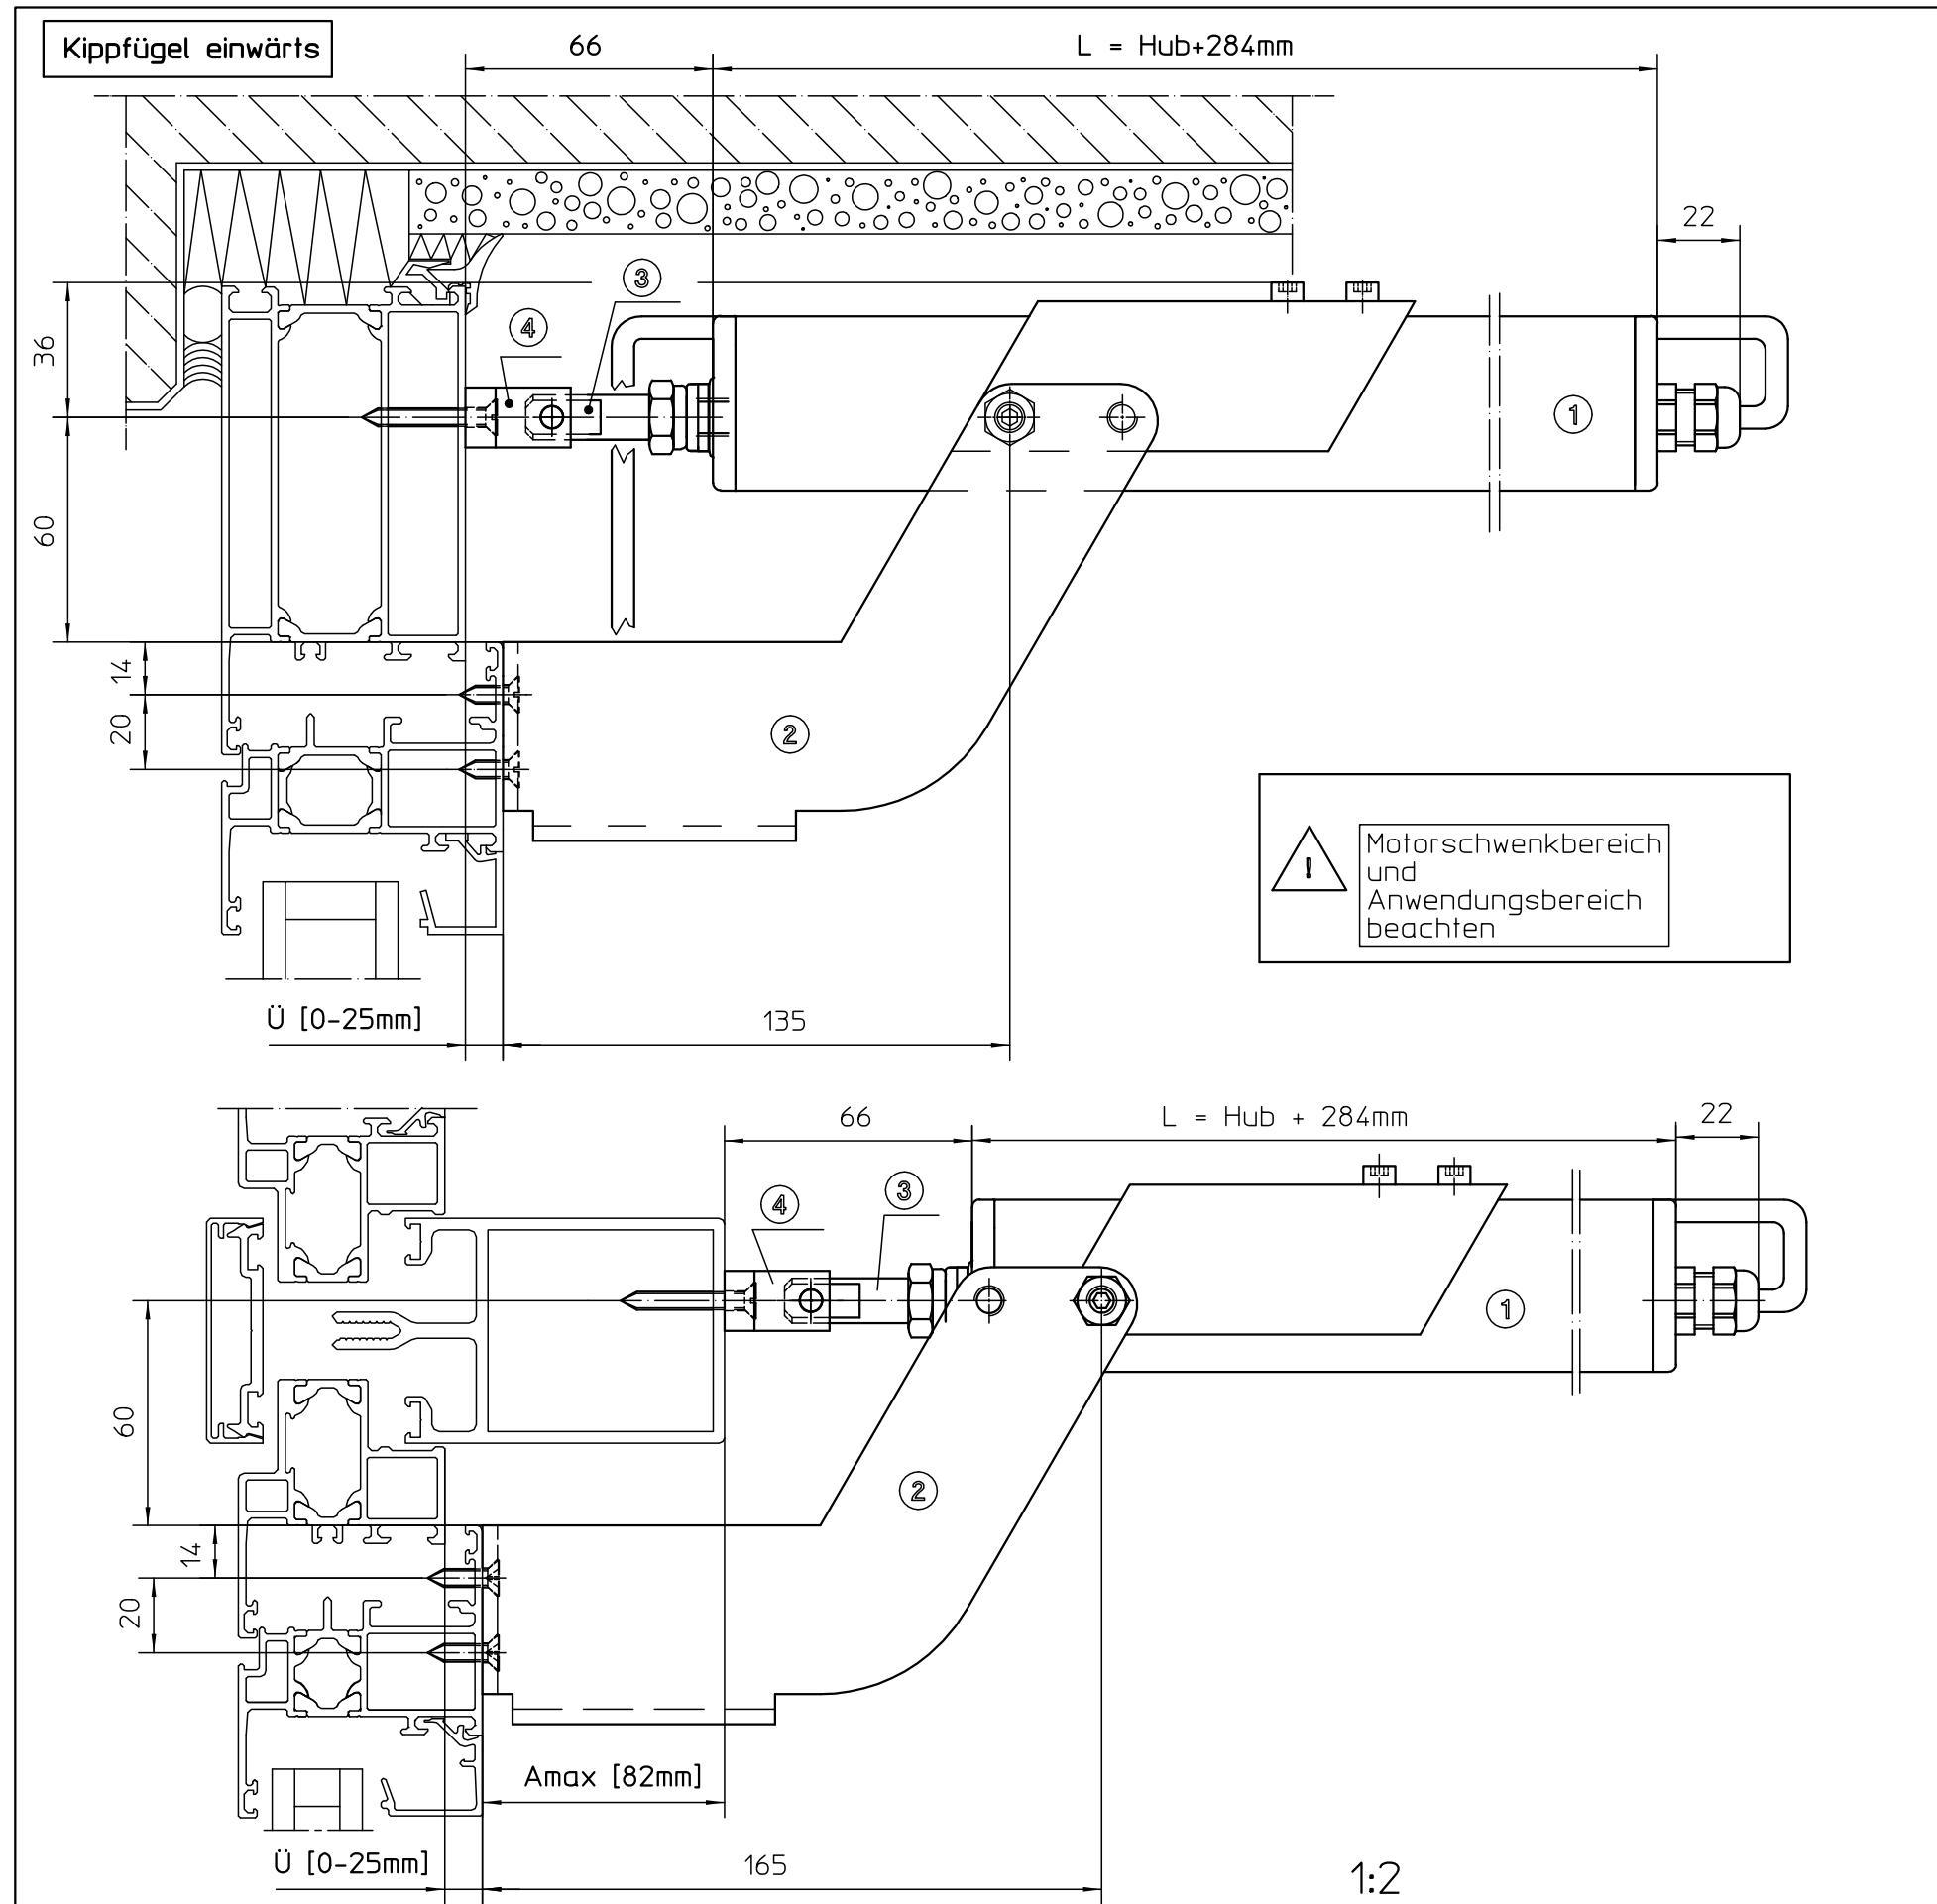 Kippfügel einwärts
66
L = Hub+284mm
22
3
4
36
1
60
14
20
2
!
Motorschwenkbereich
und
Anwendungsbereich
beachten
Ü [0-25mm]
135
66
L = Hub + 284mm
22
4
3
1
60
2
14
20
Amax [82mm]
Ü [0-25mm]
165
1:2